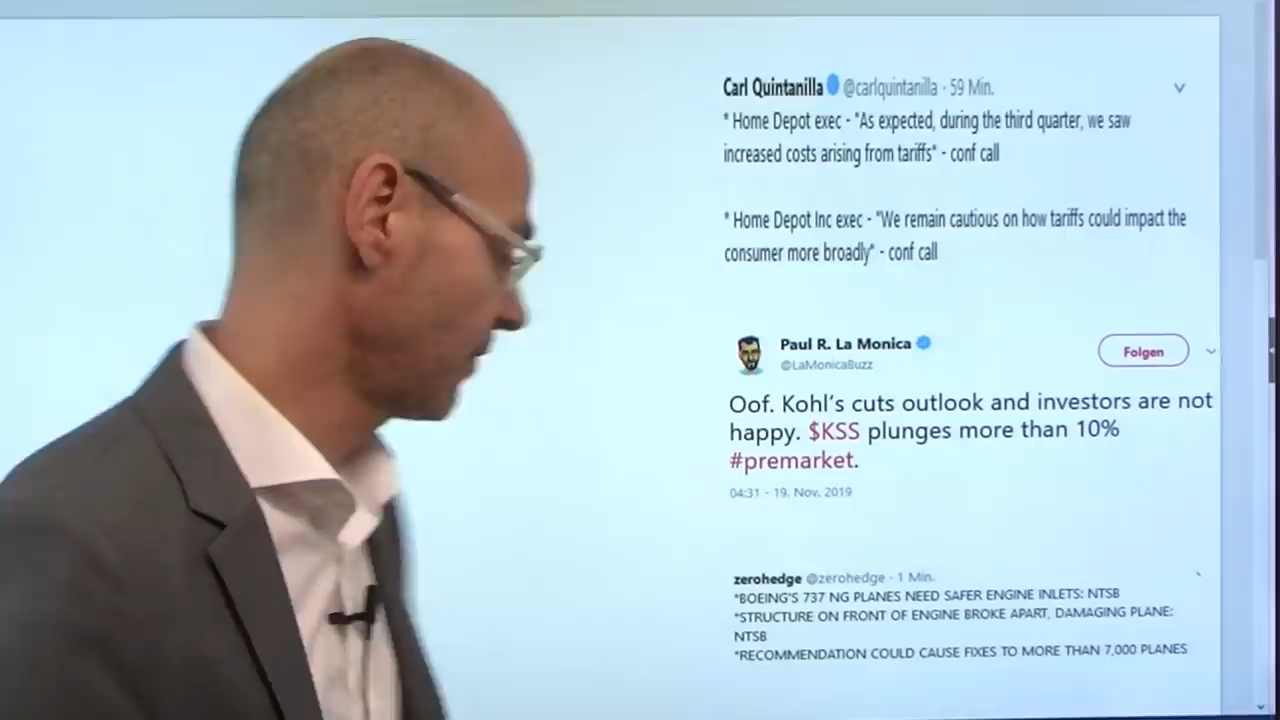 Carl Quintanilla @carlquintanilla · 59 Min.
* Home Depot exec - "As expected, during the third quarter, we saw
increased costs arising from tariffs" - conf call
* Home Depot Inc exec - "We remain cautious on how tariffs could impact the
consumer more broadly" - conf call
Paul R. La Monica
@LaMonicaBuzz
Folgen
Oof. Kohl's cuts outlook and investors are not
happy. $KSS plunges more than 10%
#premarket.
04:31 - 19. Nov. 2019
zerohedge @zerohedge · 1 Min.
*BOEING'S 737 NG PLANES NEED SAFER ENGINE INLETS: NTSB
*STRUCTURE ON FRONT OF ENGINE BROKE APART, DAMAGING PLANE:
NTSB
*RECOMMENDATION COULD CAUSE FIXES TO MORE THAN 7,000 PLANES